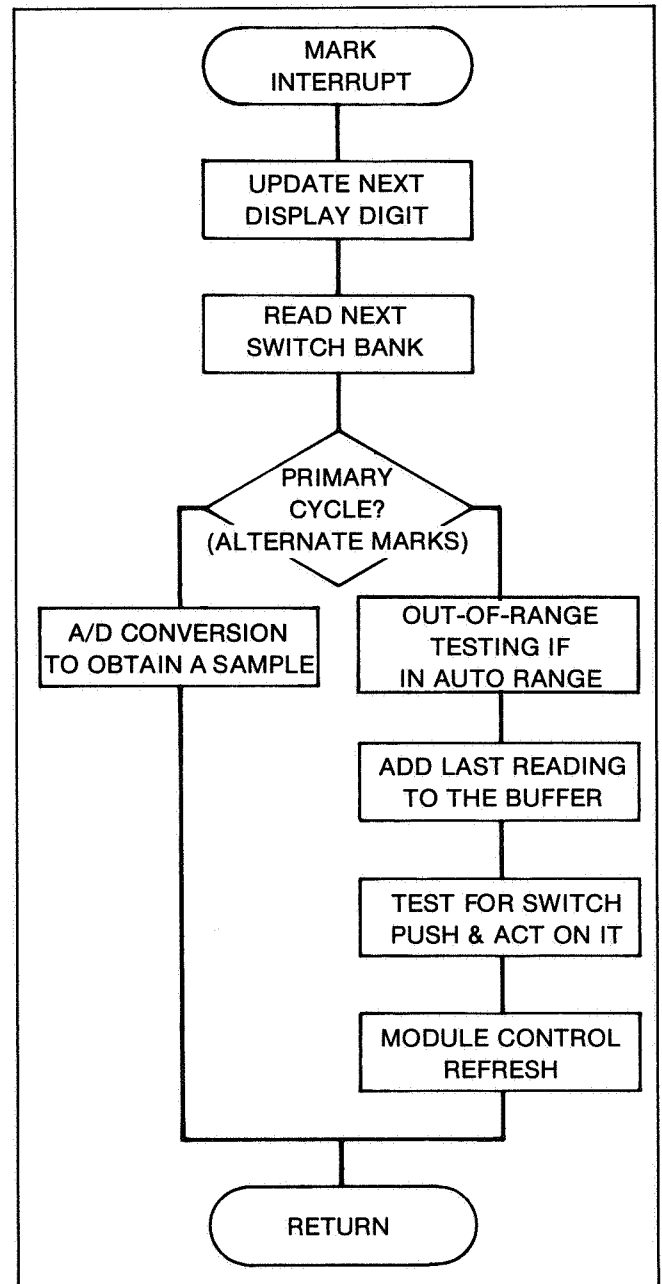 MARK
INTERRUPT
UPDATE NEXT
DISPLAY DIGIT
READ NEXT
SWITCH BANK
PRIMARY
CYCLE?
(ALTERNATE MARKS)
A/D CONVERSION
TO OBTAIN A SAMPLE
OUT-OF-RANGE
TESTING IF
IN AUTO RANGE
ADD LAST READING
TO THE BUFFER
TEST FOR SWITCH
PUSH & ACT ON IT
MODULE CONTROL
REFRESH
RETURN